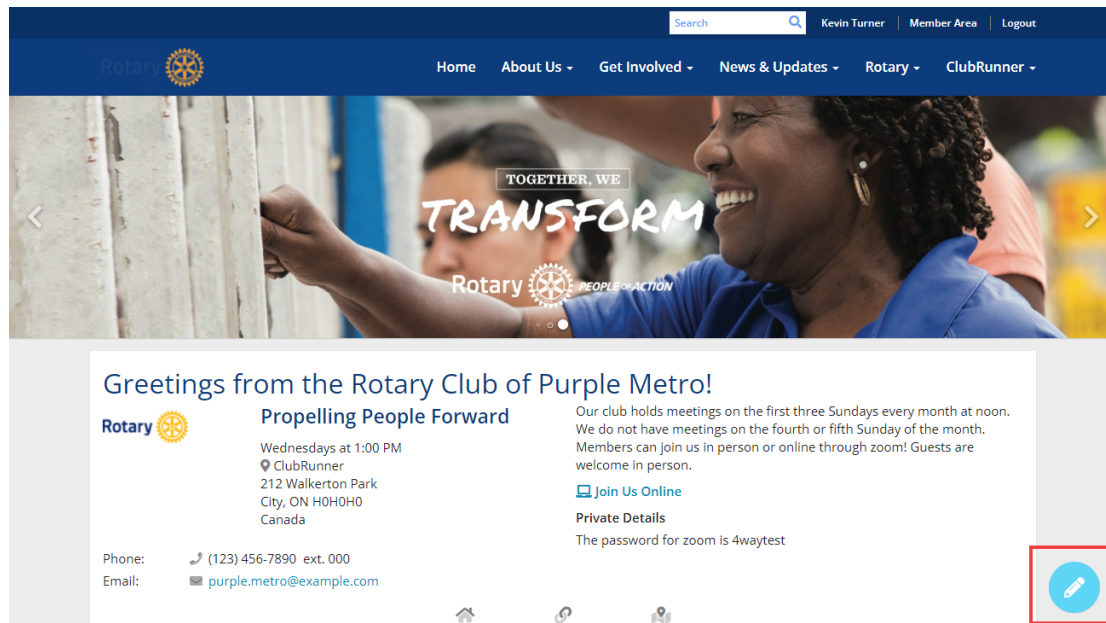 Search
Kevin Turner
Member Area
Logout
Rotary
Home
About Us
Get Involved
News & Updates
Rotary
ClubRunner
TOGETHER, WE
TRANSFORM
Rotary
PEOPLE OF ACTION
Greetings from the Rotary Club of Purple Metro!
Rotary
Propelling People Forward
Wednesdays at 1:00 PM
ClubRunner
212 Walkerton Park
City, ON H0H0H0
Canada
Our club holds meetings on the first three Sundays every month at noon.
We do not have meetings on the fourth or fifth Sunday of the month.
Members can join us in person or online through zoom! Guests are
welcome in person.
Join Us Online
Private Details
The password for zoom is 4waytest
Phone: (123) 456-7890 ext. 000
Email: purple.metro@example.com